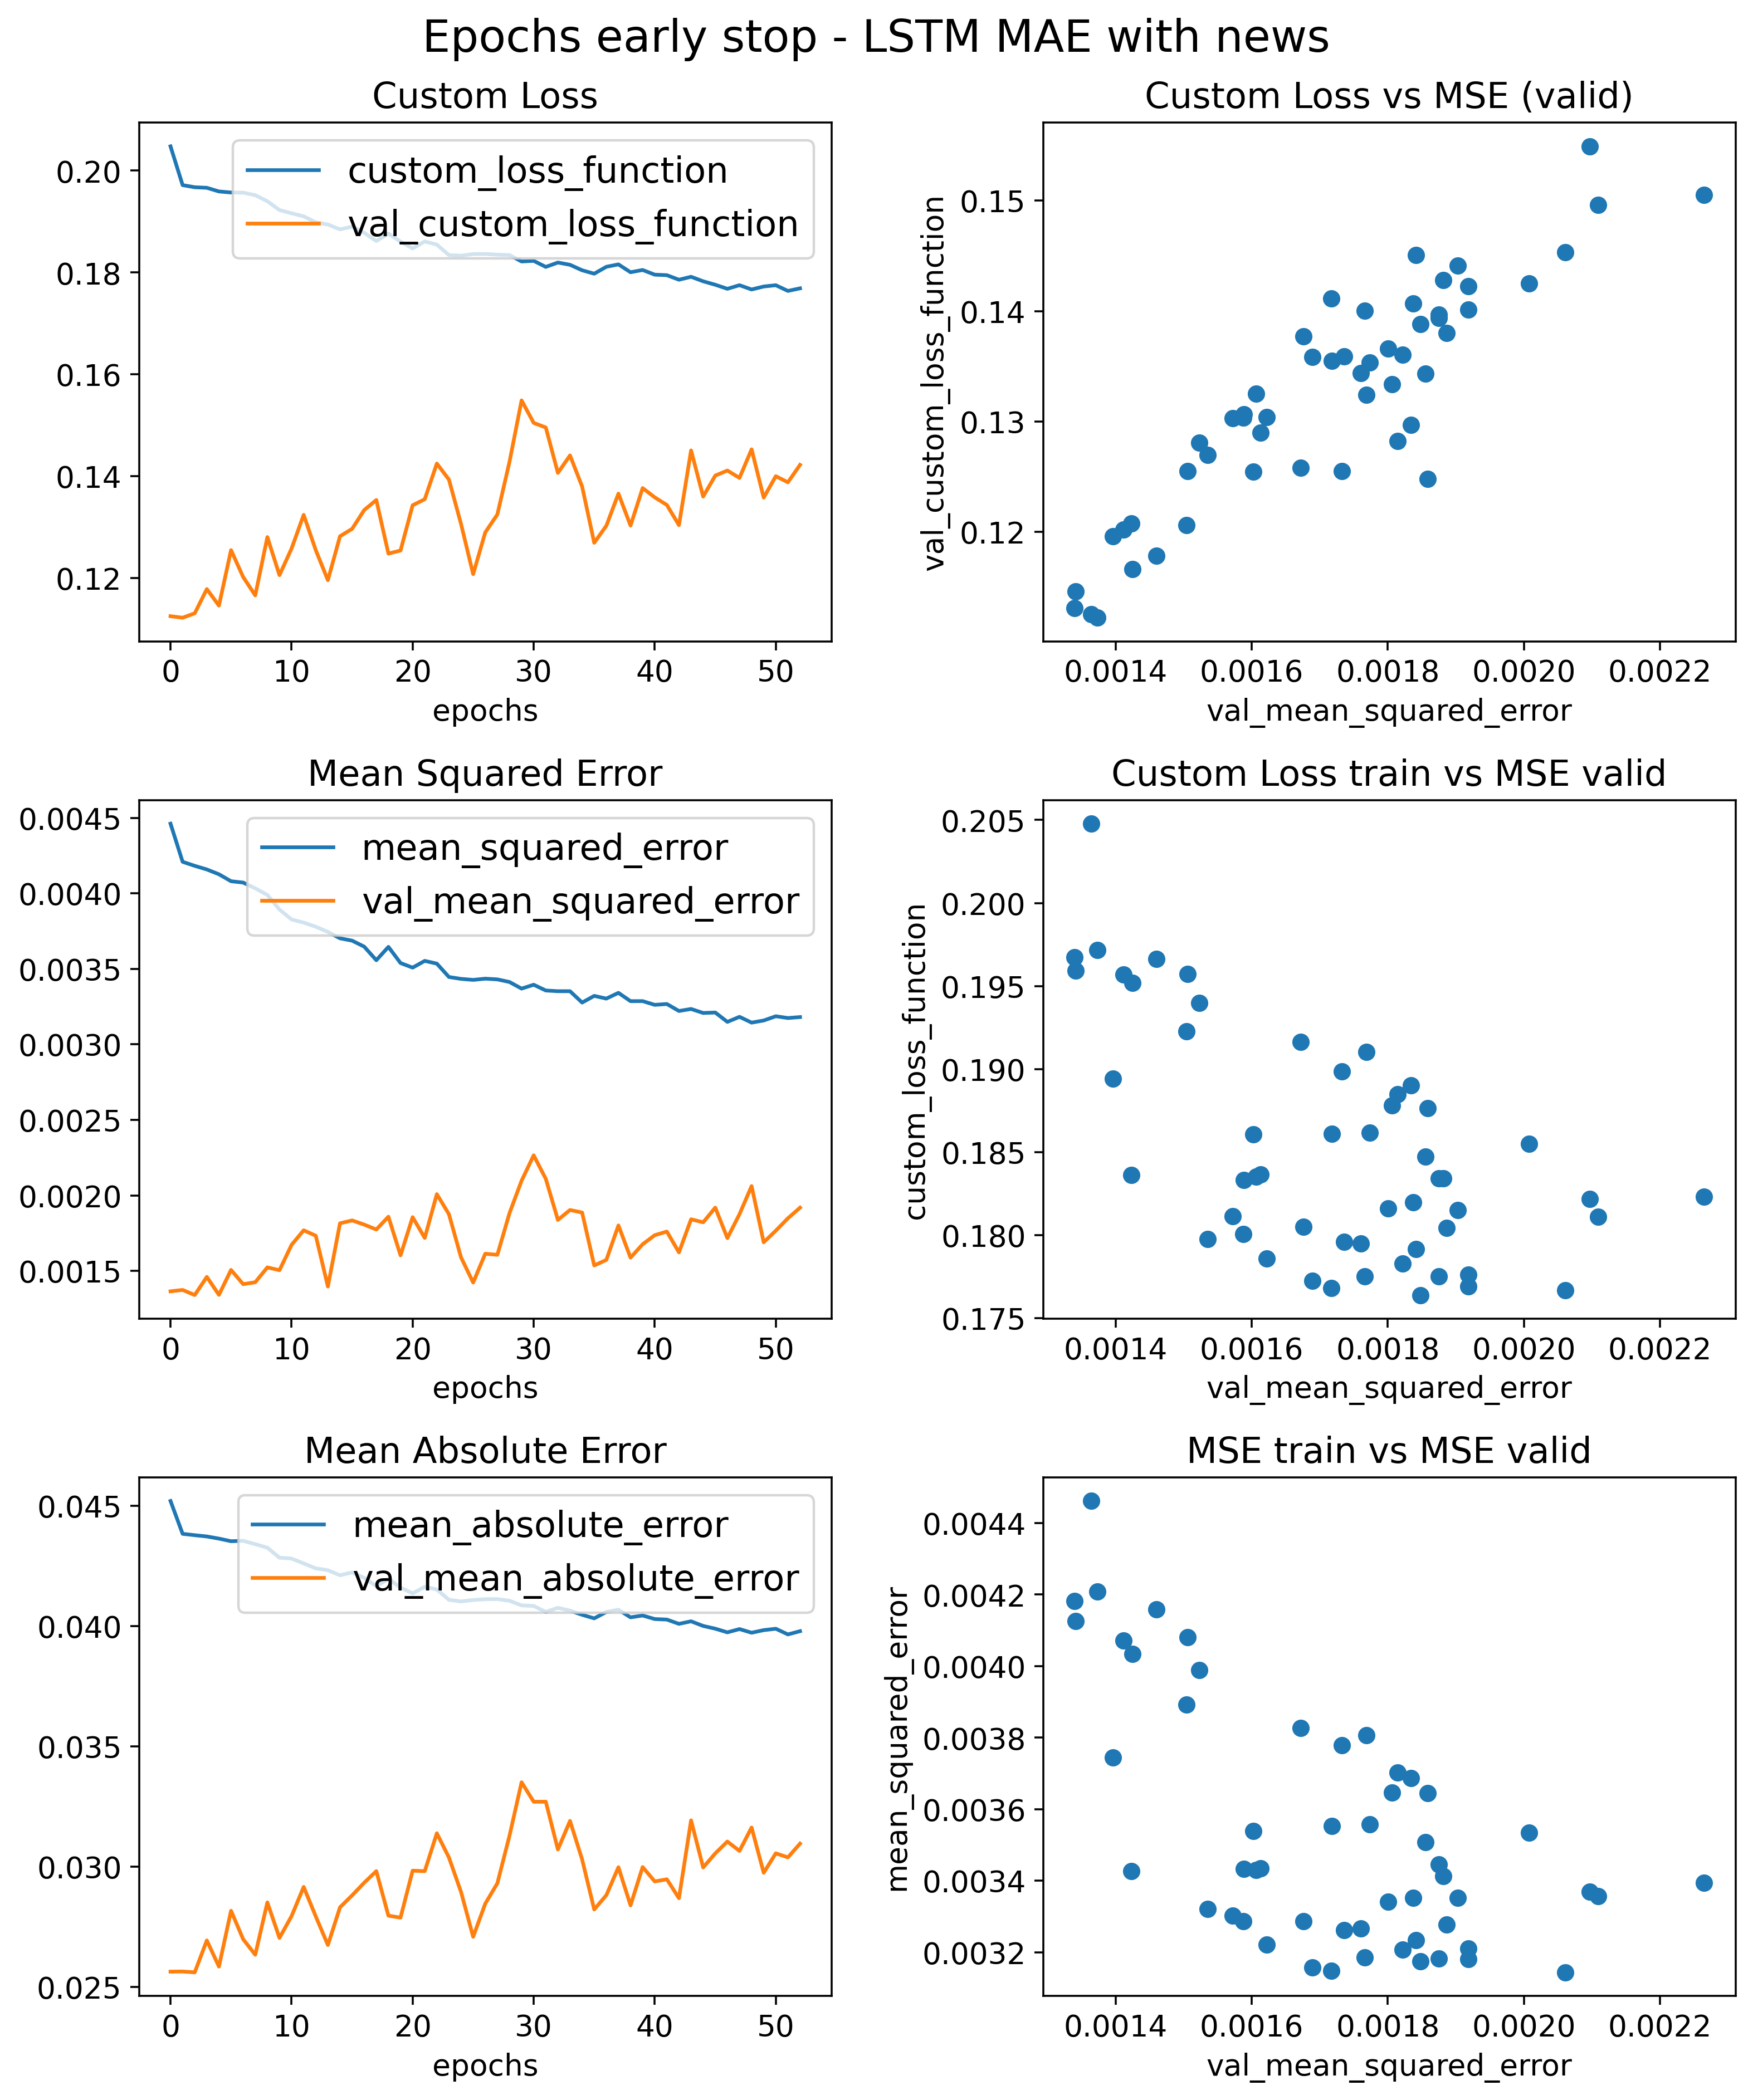 Epochs early stop - LSTM MAE with news
Custom Loss
custom_loss_function
val_custom_loss_function
0.20
0.18
0.16
0.14
0.12
0 10 20 30 40 50
epochs
Custom Loss vs MSE (valid)
val_custom_loss_function
0.15
0.14
0.13
0.12
0.0014 0.0016 0.0018 0.0020 0.0022
val_mean_squared_error
Mean Squared Error
mean_squared_error
val_mean_squared_error
0.0045
0.0040
0.0035
0.0030
0.0025
0.0020
0.0015
0 10 20 30 40 50
epochs
Custom Loss train vs MSE valid
custom_loss_function
0.205
0.200
0.195
0.190
0.185
0.180
0.175
0.0014 0.0016 0.0018 0.0020 0.0022
val_mean_squared_error
Mean Absolute Error
mean_absolute_error
val_mean_absolute_error
0.045
0.040
0.035
0.030
0.025
0 10 20 30 40 50
epochs
MSE train vs MSE valid
mean_squared_error
0.0044
0.0042
0.0040
0.0038
0.0036
0.0034
0.0032
0.0014 0.0016 0.0018 0.0020 0.0022
val_mean_squared_error